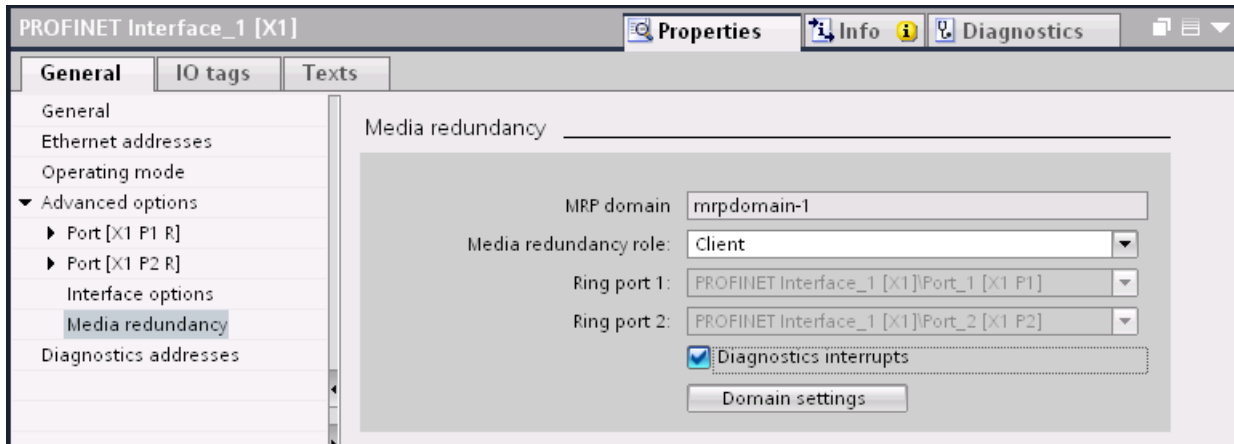 PROFINET Interface_1 [X1]
Properties
Info
Diagnostics
General
IO tags
Texts
General
Ethernet addresses
Operating mode
Advanced options
Port [X1 P1 R]
Port [X1 P2 R]
Interface options
Media redundancy
Diagnostics addresses
Media redundancy
MRP domain mrpdomain-1
Media redundancy role: Client
Ring port 1: PROFINET Interface_1 [X1]\Port_1 [X1 P1]
Ring port 2: PROFINET Interface_1 [X1]\Port_2 [X1 P2]
Diagnostics interrupts
Domain settings